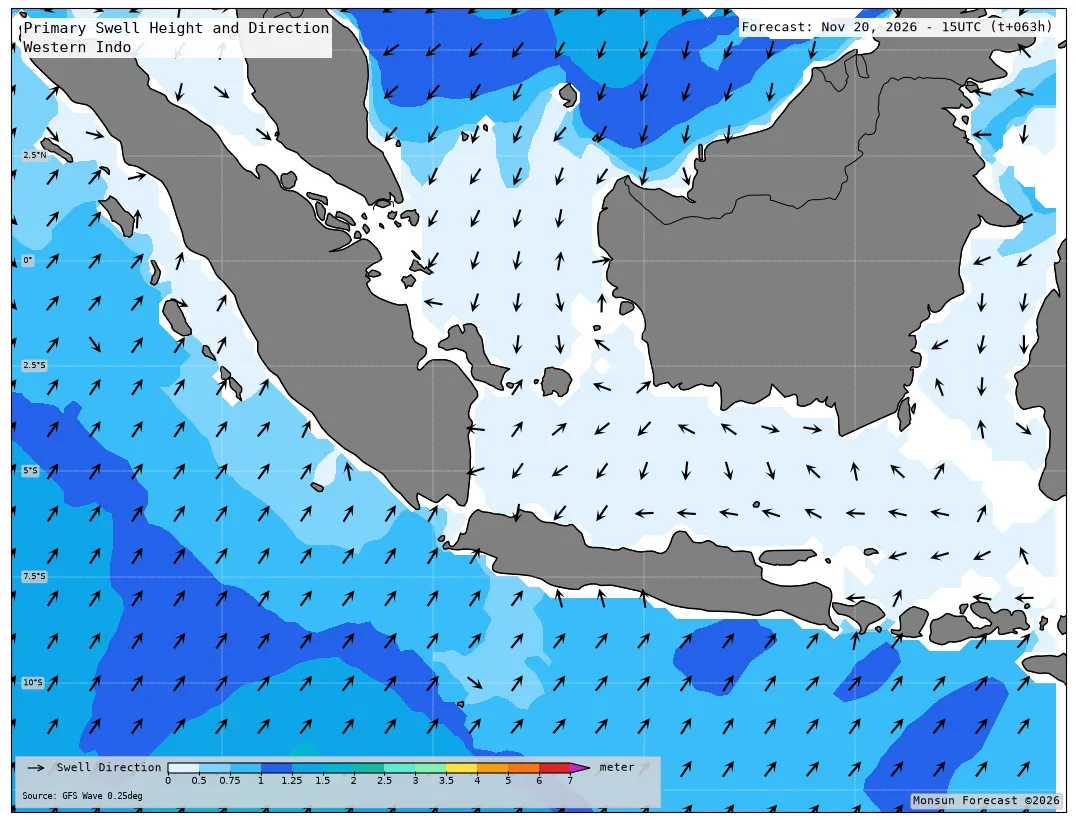 Primary Swell Height and Direction
Western Indo
Forecast: Nov 20, 2026 - 15UTC (t+063h)
2.5°N
0°
2.5°S
5°S
7.5°S
10°S
Swell Direction
0 0.5 0.75 1 1.25 1.5 2 2.5 3 3.5 4 5 6 7
meter
Source: GFS Wave 0.25deg
Monsun Forecast ©2026